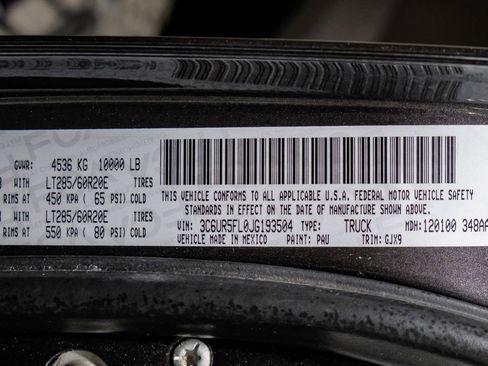 GVWR: 4536 KG 10000 LB
WITH LT285/60R20E TIRES
RIMS AT 450 KPA ( 65 PSI) COLD
WITH LT285/60R20E TIRES
RIMS AT 550 KPA ( 80 PSI) COLD
THIS VEHICLE CONFORMS TO ALL APPLICABLE U.S.A. FEDERAL MOTOR VEHICLE SAFETY
STANDARDS IN EFFECT ON THE DATE OF MANUFACTURE SHOWN ABOVE.
VIN: 3C6UR5FL0JG193504 TYPE: TRUCK MDH: 120100 348AA
VEHICLE MADE IN MEXICO PAINT: PAU TRIM: GJX9